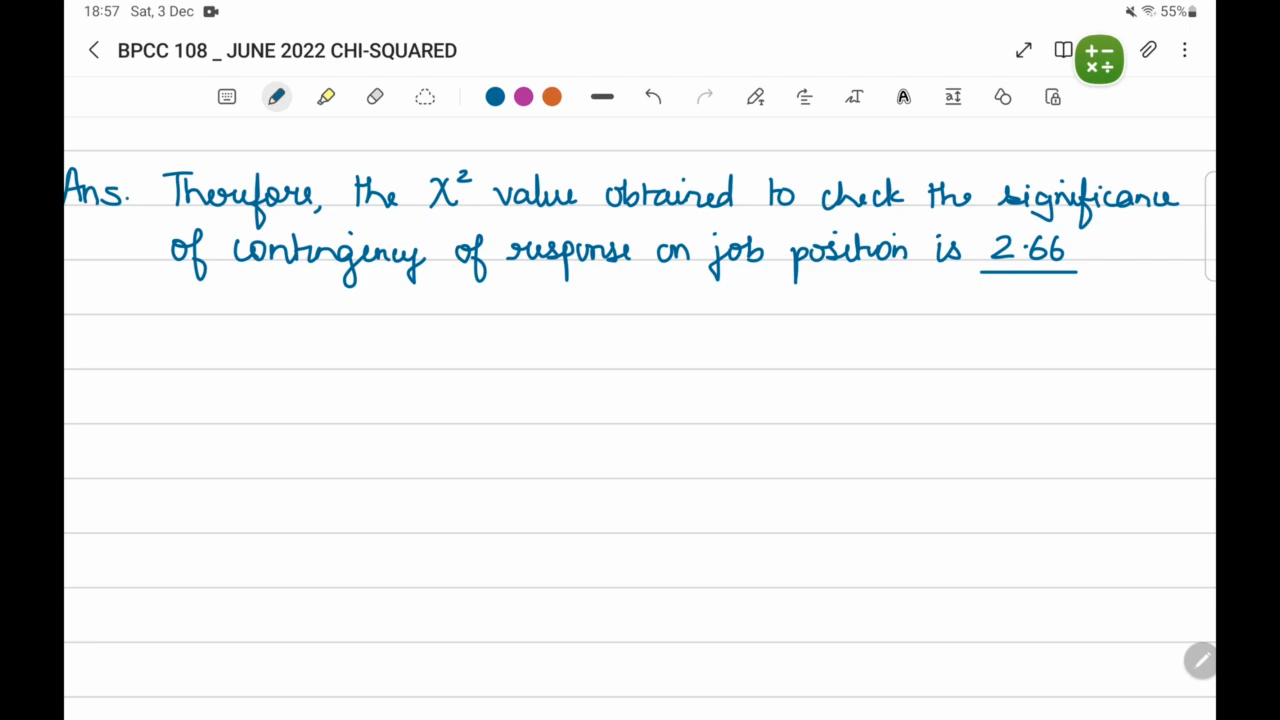 18:57 Sat, 3 Dec 55%
BPCC 108 _ JUNE 2022 CHI-SQUARED
Ans. Therefore, the χ² value obtained to check the significance
of contingency of response on job position is 2.66